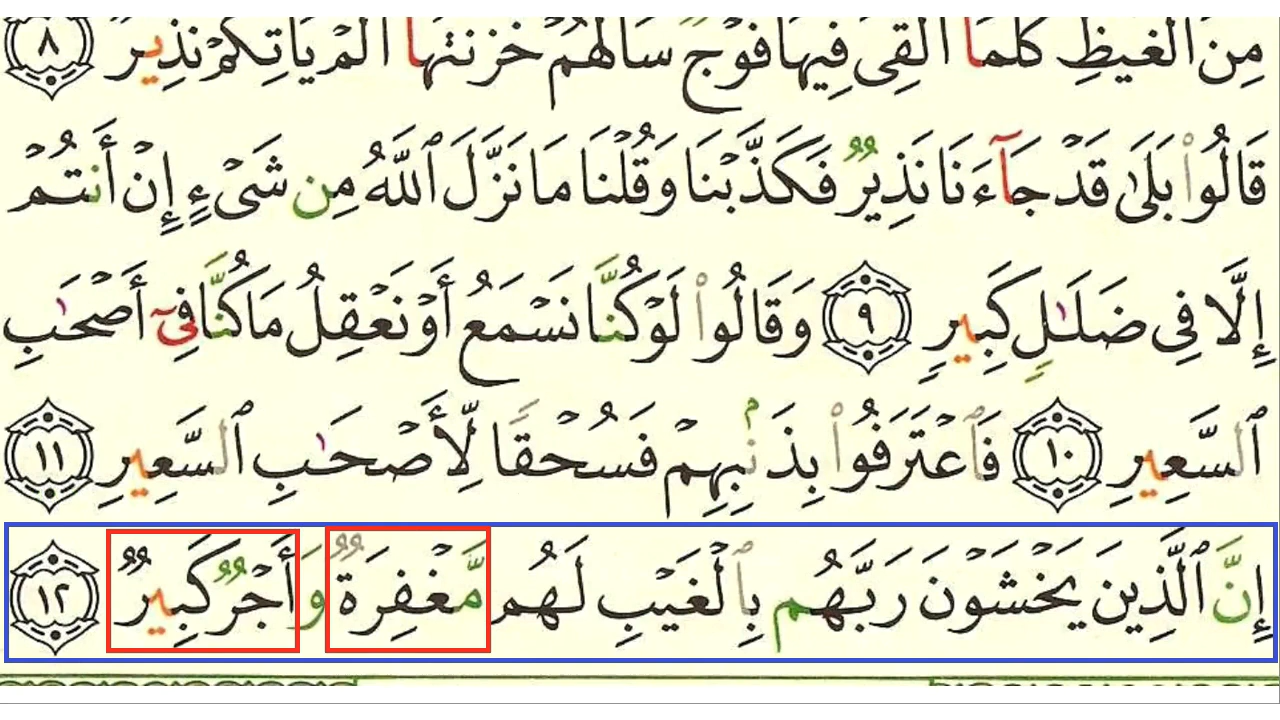 مِنَ ٱلْغَيْظِ كُلَّمَآ أُلْقِىَ فِيهَا فَوْجٌ سَأَلَهُمْ خَزَنَتُهَآ أَلَمْ يَأْتِكُمْ نَذِيرٌ ٨
قَالُوا۟ بَلَىٰ قَدْ جَآءَنَا نَذِيرٌ فَكَذَّبْنَا وَقُلْنَا مَا نَزَّلَ ٱللَّهُ مِن شَىْءٍ إِنْ أَنتُمْ
إِلَّا فِى ضَلَـٰلٍ كَبِيرٍ ٩ وَقَالُوا۟ لَوْ كُنَّا نَسْمَعُ أَوْ نَعْقِلُ مَا كُنَّا فِىٓ أَصْحَـٰبِ
ٱلسَّعِيرِ ١٠ فَٱعْتَرَفُوا۟ بِذَنۢبِهِمْ فَسُحْقًا لِّأَصْحَـٰبِ ٱلسَّعِيرِ ١١
إِنَّ ٱلَّذِينَ يَخْشَوْنَ رَبَّهُم بِٱلْغَيْبِ لَهُم مَّغْفِرَةٌ وَأَجْرٌ كَبِيرٌ ١٢